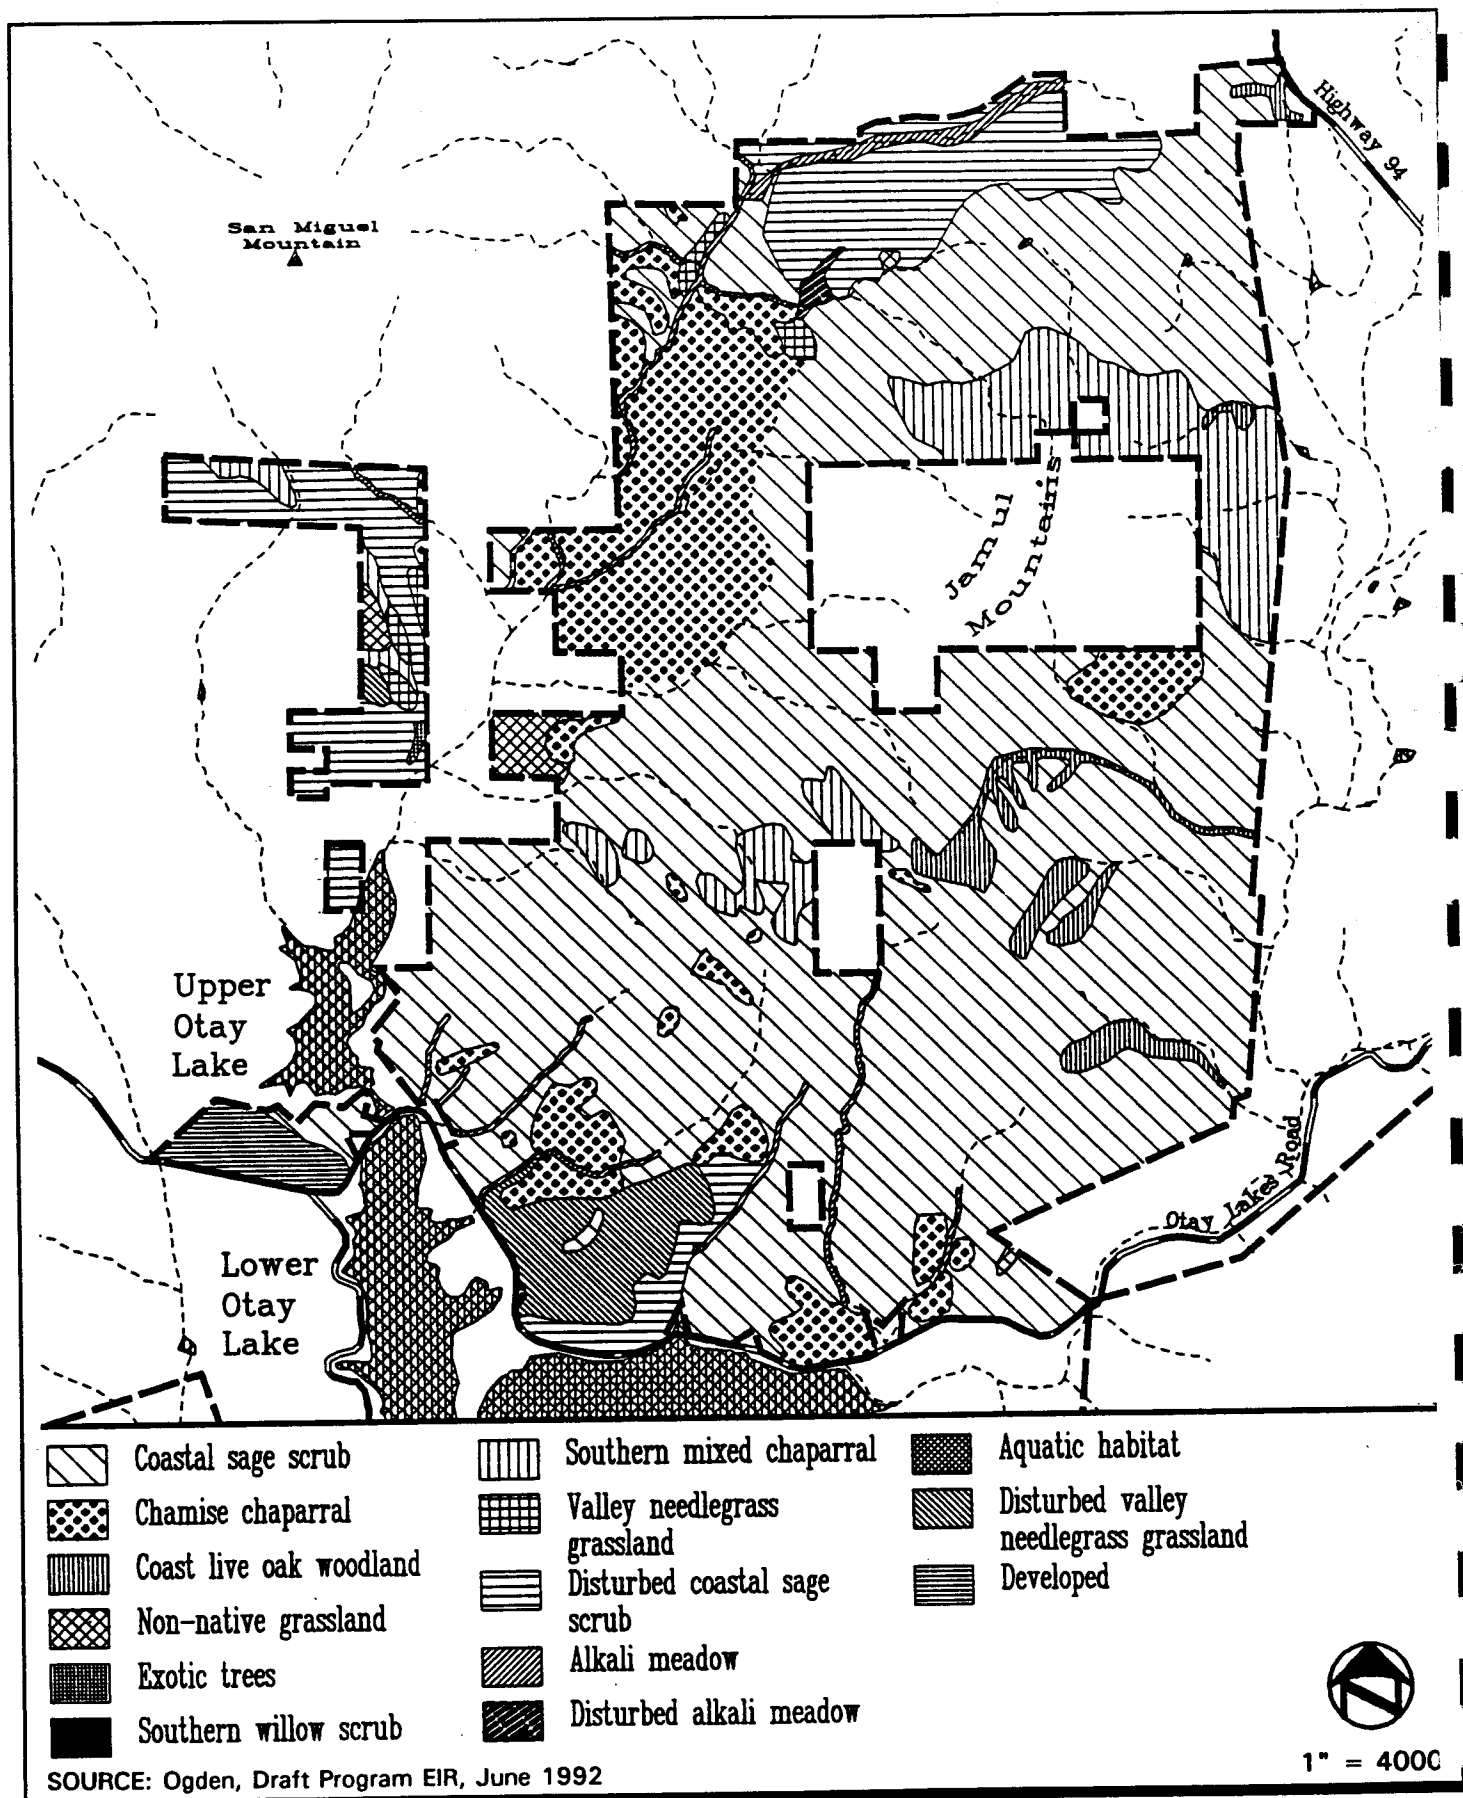 Highway 94
San Miguel
Mountain
Jamul
Mountains
Upper
Otay
Lake
Otay Lakes Road
Lower
Otay
Lake
Coastal sage scrub
Chamise chaparral
Coast live oak woodland
Non-native grassland
Exotic trees
Southern willow scrub
Southern mixed chaparral
Valley needlegrass
grassland
Disturbed coastal sage
scrub
Alkali meadow
Disturbed alkali meadow
Aquatic habitat
Disturbed valley
needlegrass grassland
Developed
N
1" = 4000
SOURCE: Ogden, Draft Program EIR, June 1992